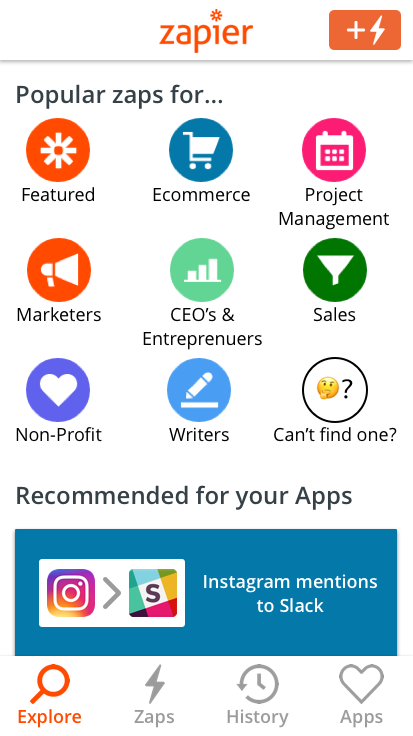 zapier
Popular zaps for...
Featured
Ecommerce
Project
Management
Marketers
CEO's &
Entreprenuers
Sales
Non-Profit
Writers
?
Can't find one?
Recommended for your Apps
S
Instagram mentions
to Slack
Explore
Zaps
History
Apps